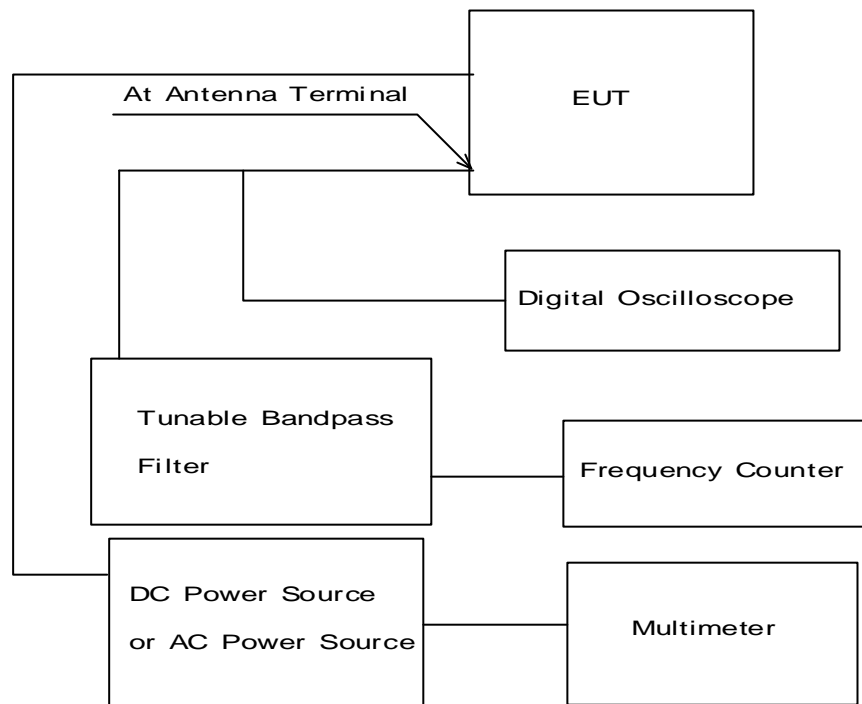 At Antenna Terminal
EUT
Digital Oscilloscope
Tunable Bandpass
Filter
Frequency Counter
DC Power Source
or AC Power Source
Multimeter